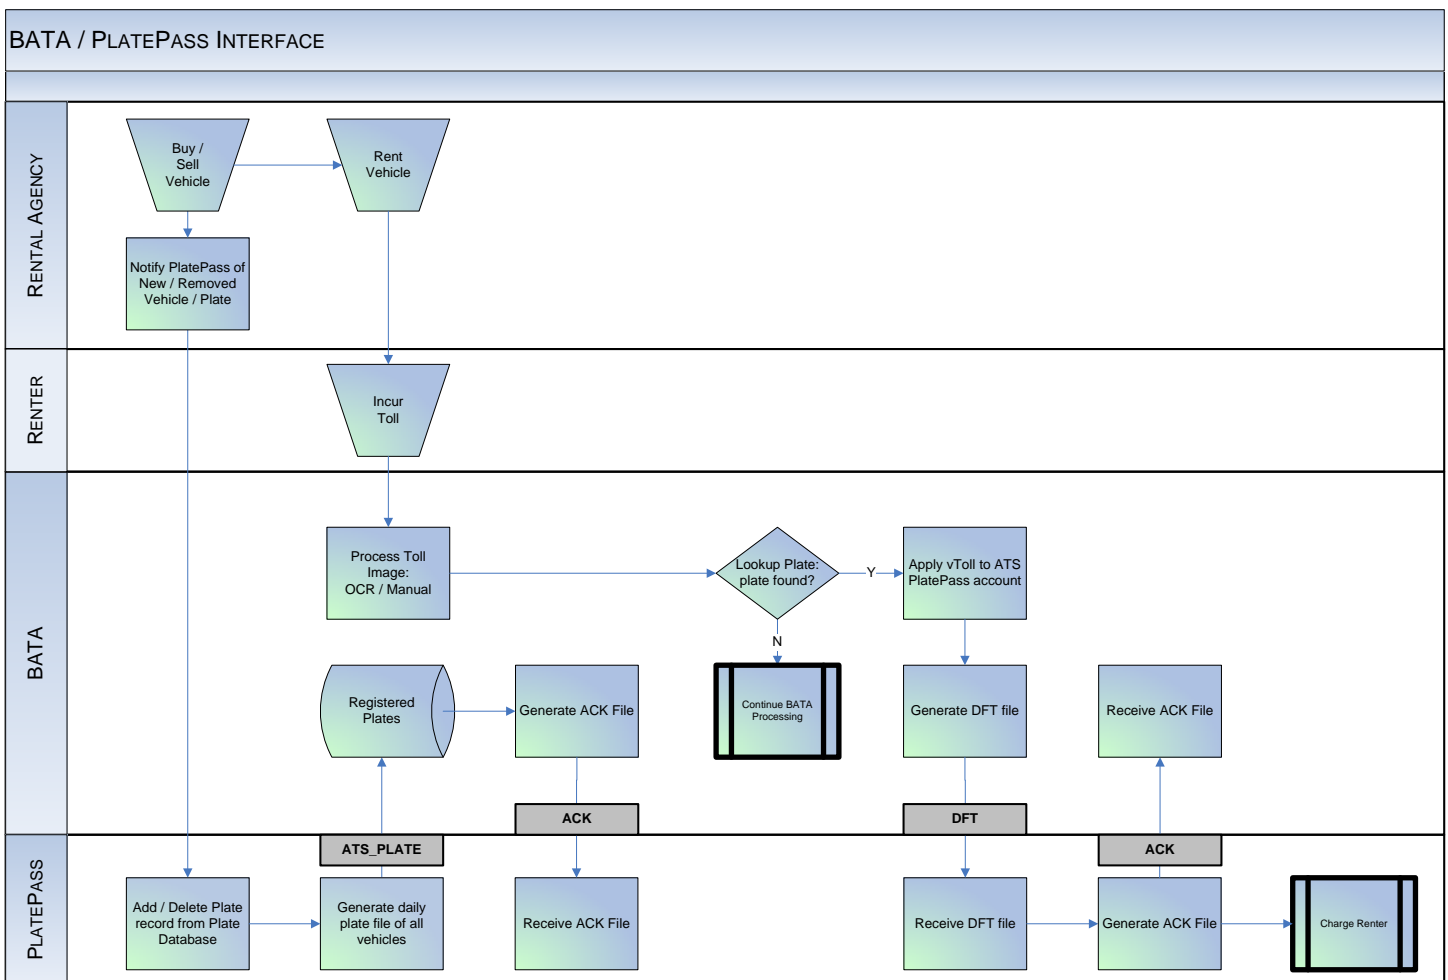 BATA / PLATEPASS INTERFACE
RENTAL AGENCY
Buy /
Sell
Vehicle
Rent
Vehicle
Notify PlatePass of
New / Removed
Vehicle / Plate
RENTER
Incur
Toll
BATA
Process Toll
Image:
OCR / Manual
Lookup Plate:
plate found?
Y
Apply vToll to ATS
PlatePass account
N
Registered
Plates
Generate ACK File
Continue BATA
Processing
Generate DFT file
Receive ACK File
ACK
DFT
PLATEPASS
ATS_PLATE
ACK
Add / Delete Plate
record from Plate
Database
Generate daily
plate file of all
vehicles
Receive ACK File
Receive DFT file
Generate ACK File
Charge Renter